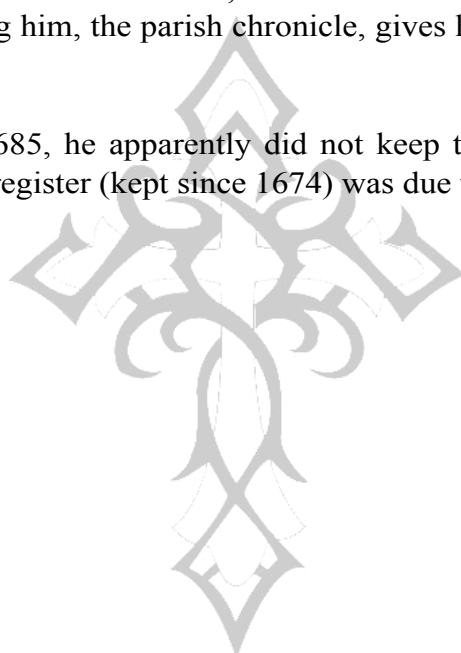 g him, the parish chronicle, gives h
685, he apparently did not keep t
register (kept since 1674) was due